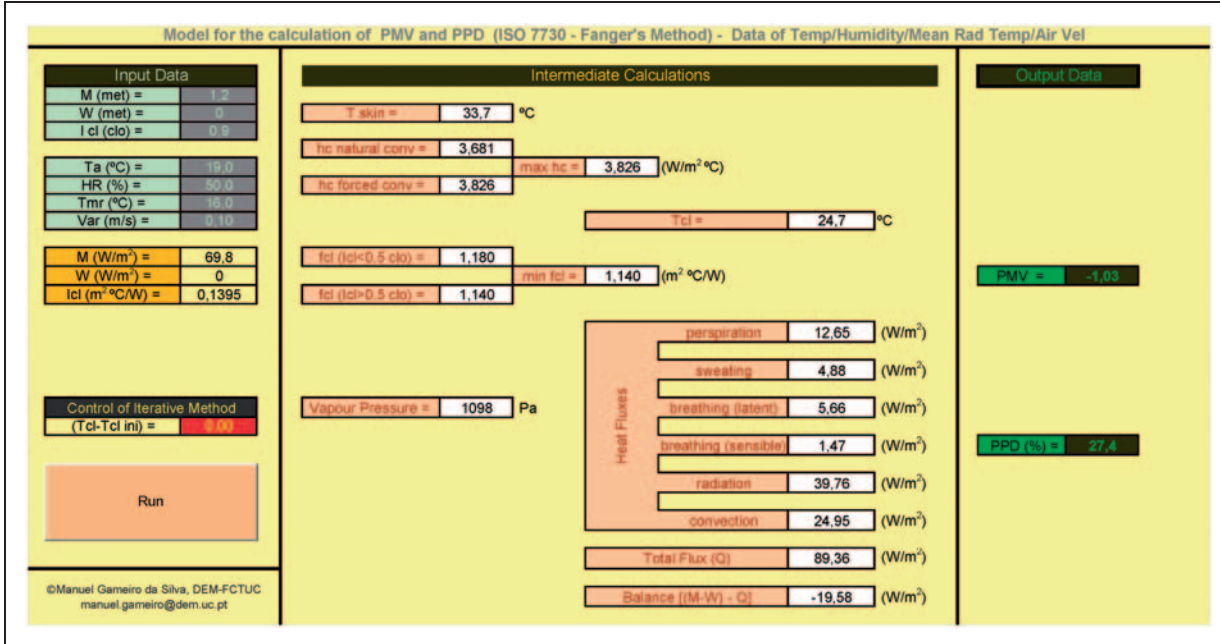 Model for the calculation of PMV and PPD (ISO 7730 - Fanger's Method) - Data of Temp/Humidity/Mean Rad Temp/Air Vel
Input Data
M (met) = 1,2
W (met) = 0
I cl (clo) = 0,9
Ta (ºC) = 19,0
HR (%) = 50,0
Tmr (ºC) = 16,0
Var (m/s) = 0,10
M (W/m²) = 69,8
W (W/m²) = 0
Icl (m² ºC/W) = 0,1395
Control of Iterative Method
(Tcl-Tcl ini) = 0,00
Run
©Manuel Gameiro da Silva, DEM-FCTUC
manuel.gameiro@dem.uc.pt
Intermediate Calculations
T skin = 33,7 ºC
hc natural conv = 3,681
max hc = 3,826 (W/m² ºC)
hc forced conv = 3,826
Tcl = 24,7 ºC
fcl (Icl<0.5 clo) = 1,180
min fcl = 1,140 (m² ºC/W)
fcl (Icl>0.5 clo) = 1,140
Vapour Pressure = 1098 Pa
Heat Fluxes
perspiration 12,65 (W/m²)
sweating 4,88 (W/m²)
breathing (latent) 5,66 (W/m²)
breathing (sensible) 1,47 (W/m²)
radiation 39,76 (W/m²)
convection 24,95 (W/m²)
Total Flux (Q) 89,36 (W/m²)
Balance [(M-W) - Q] -19,58 (W/m²)
Output Data
PMV = -1,03
PPD (%) = 27,4